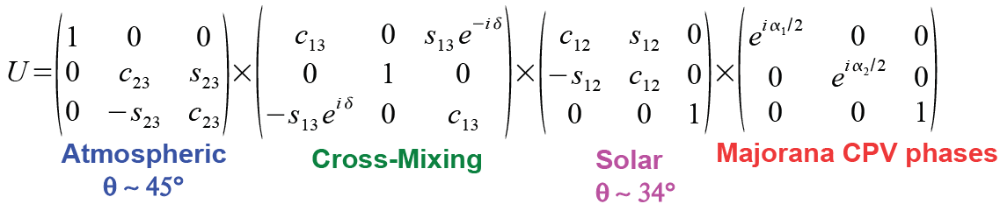 U = ( 1 0 0 ; 0 c₂₃ s₂₃ ; 0 −s₂₃ c₂₃ ) × ( c₁₃ 0 s₁₃e^{−iδ} ; 0 1 0 ; −s₁₃e^{iδ} 0 c₁₃ ) × ( c₁₂ s₁₂ 0 ; −s₁₂ c₁₂ 0 ; 0 0 1 ) × ( e^{iα₁/2} 0 0 ; 0 e^{iα₂/2} 0 ; 0 0 1 )
Atmospheric Cross-Mixing Solar Majorana CPV phases
θ ~ 45° θ ~ 34°